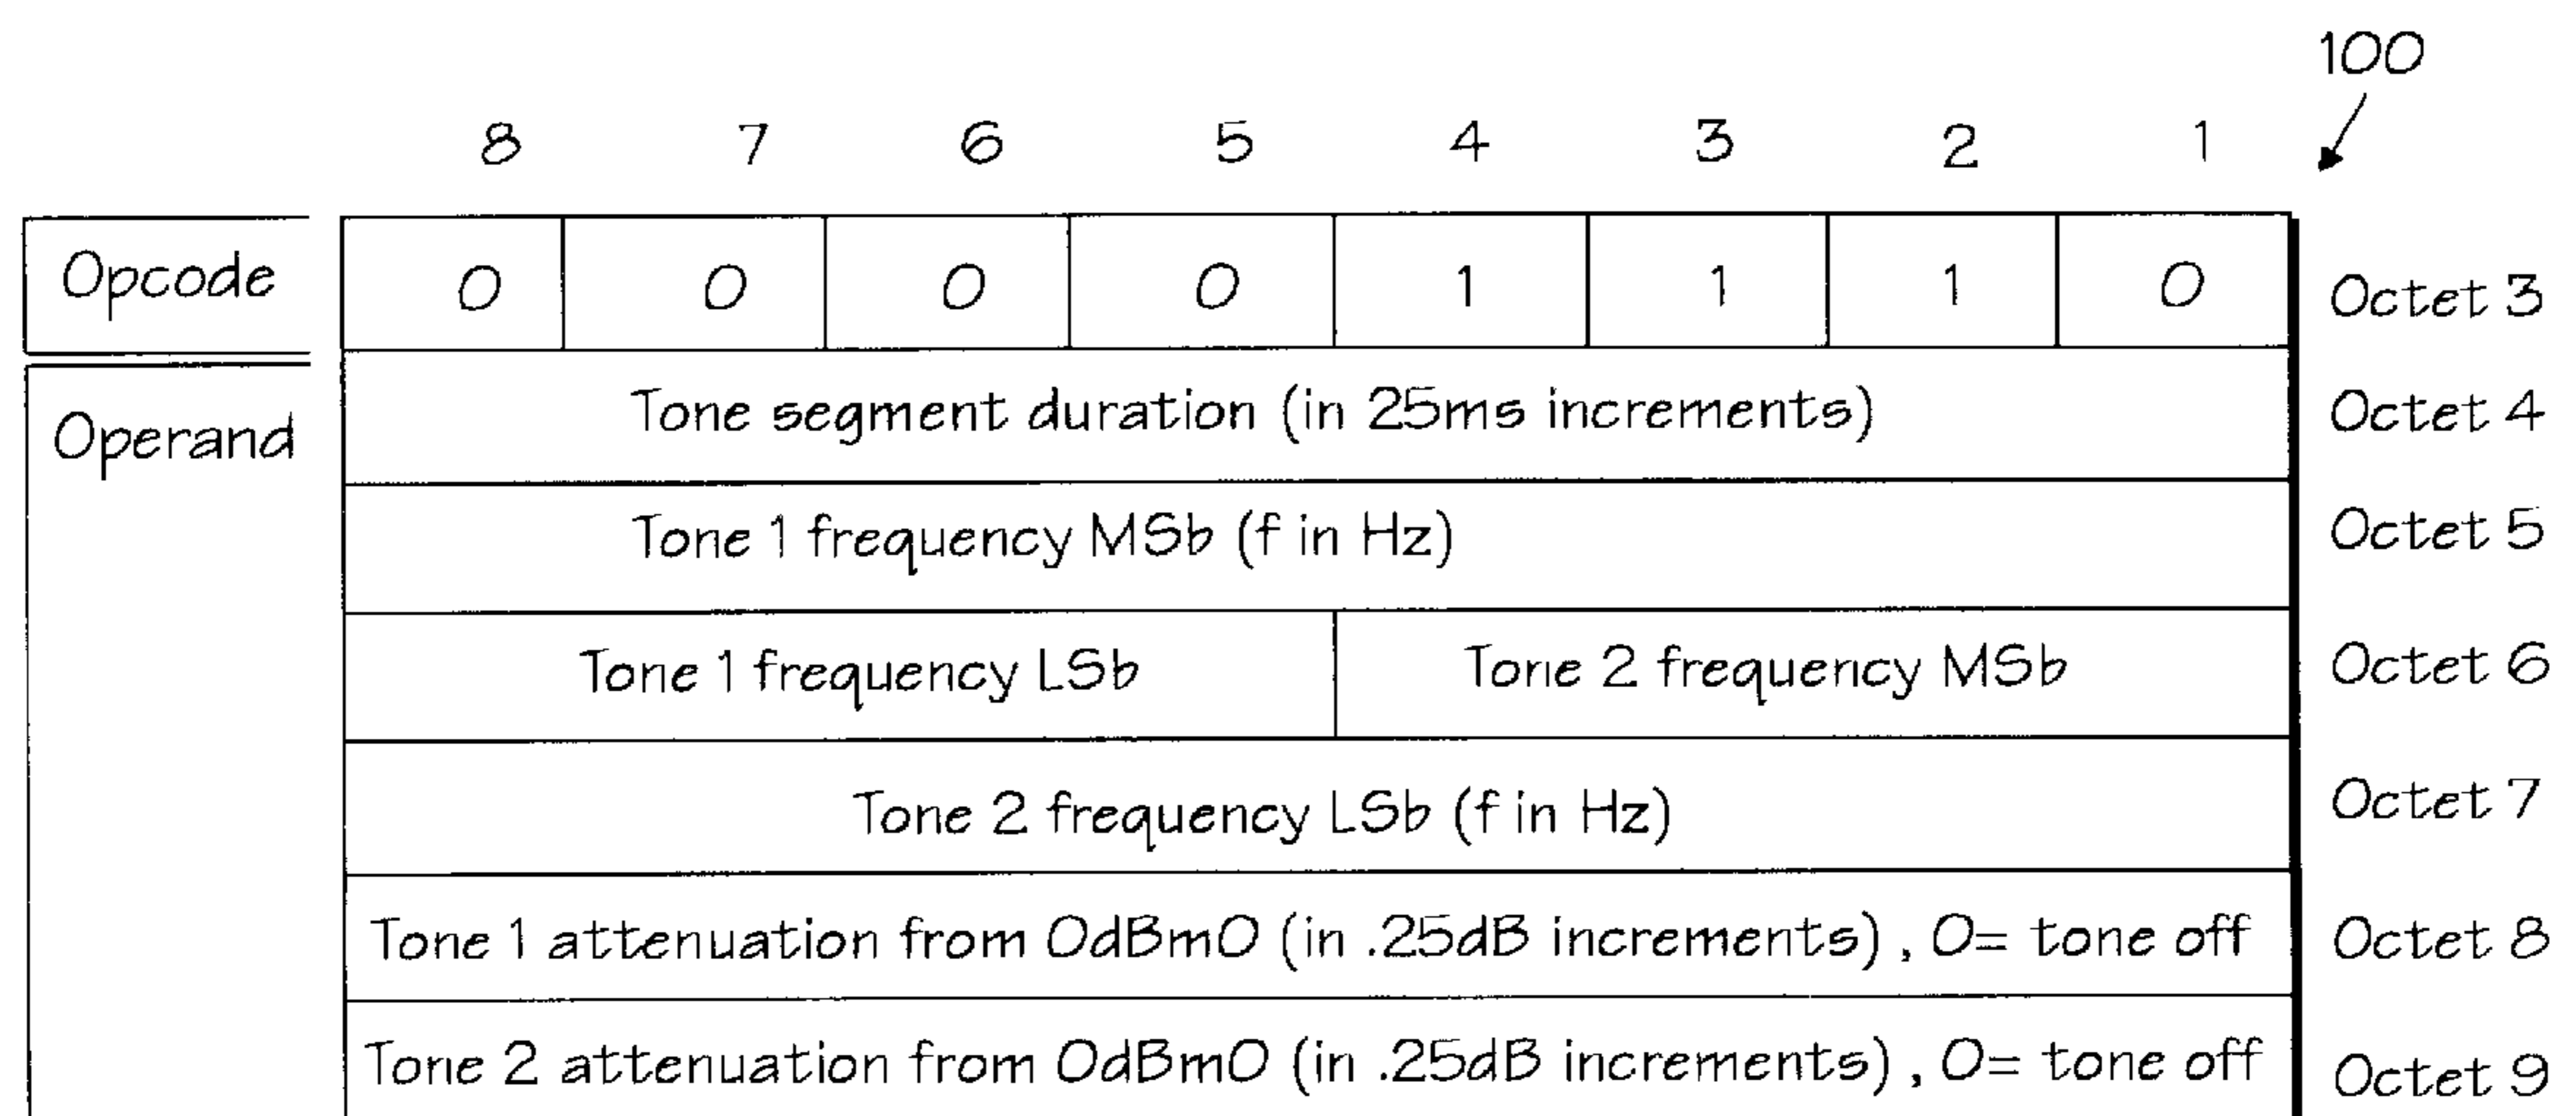 100
8 7 6 5 4 3 2 1
Opcode 0 0 0 0 1 1 1 0 Octet 3
Operand Tone segment duration (in 25ms increments) Octet 4
Tone 1 frequency MSb (f in Hz) Octet 5
Tone 1 frequency LSb Tone 2 frequency MSb Octet 6
Tone 2 frequency LSb (f in Hz) Octet 7
Tone 1 attenuation from 0dBm0 (in .25dB increments) , 0= tone off Octet 8
Tone 2 attenuation from 0dBm0 (in .25dB increments) , 0= tone off Octet 9